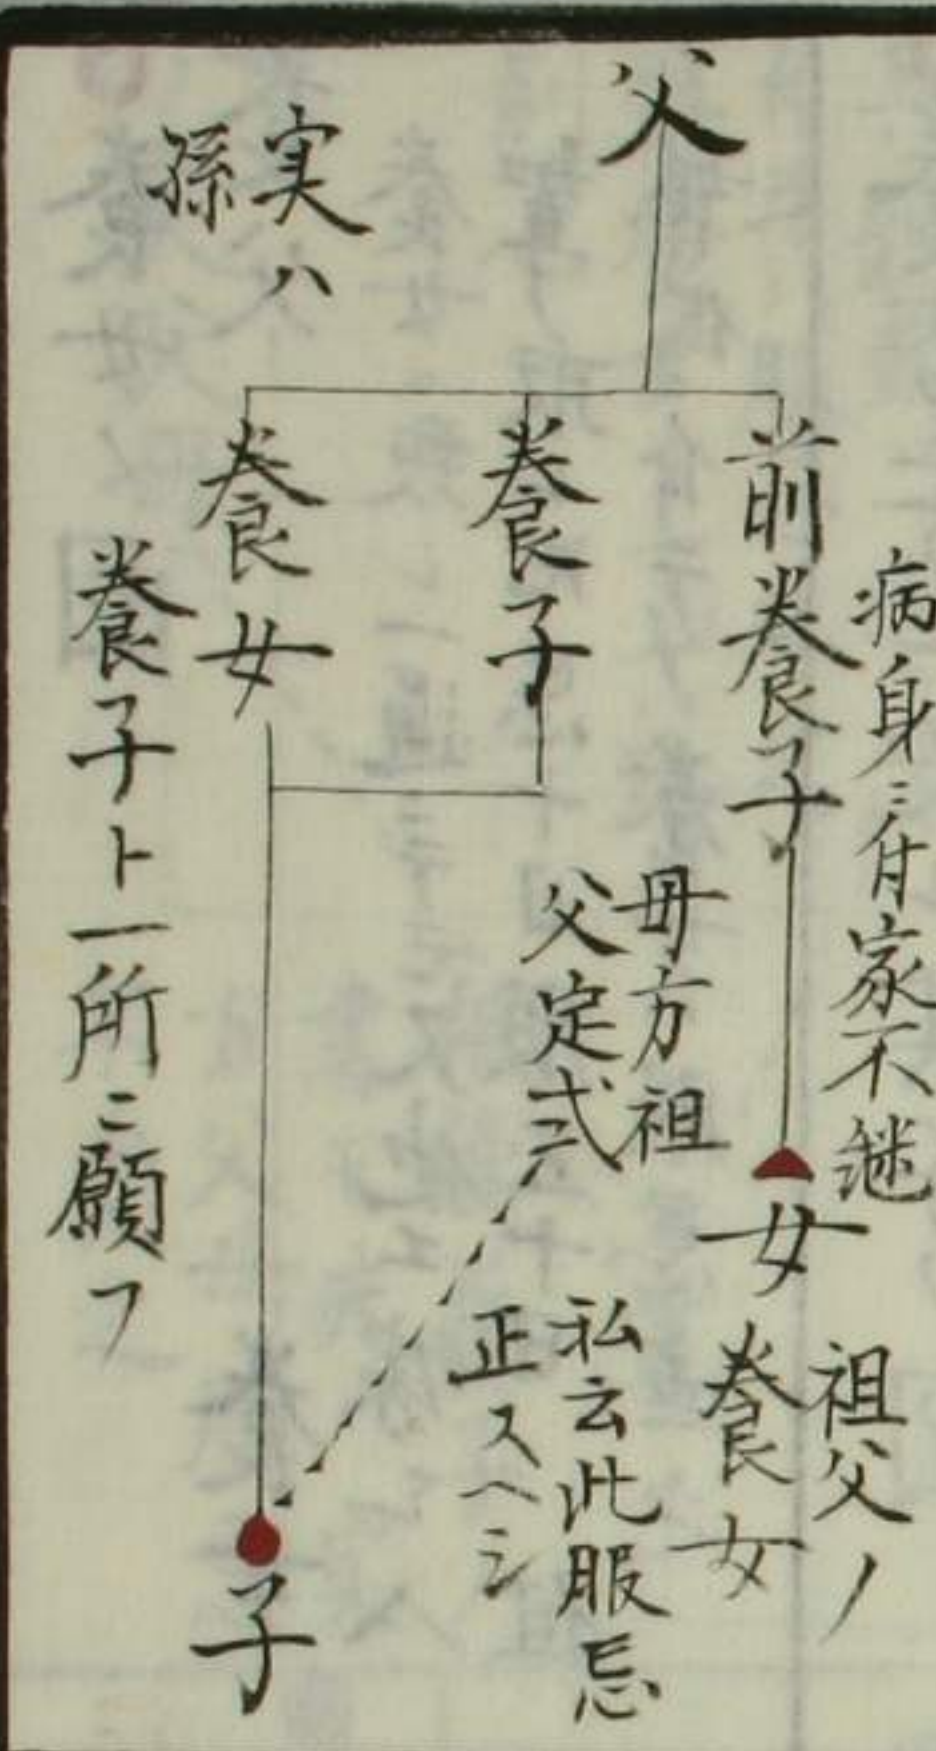 父
病身ニ付家不継
前養子
女
祖父ノ
養女
養子
母方祖
父定式
私云此服忌
正スヘシ
実ハ
孫
養女
養子ト一所ニ願フ
子